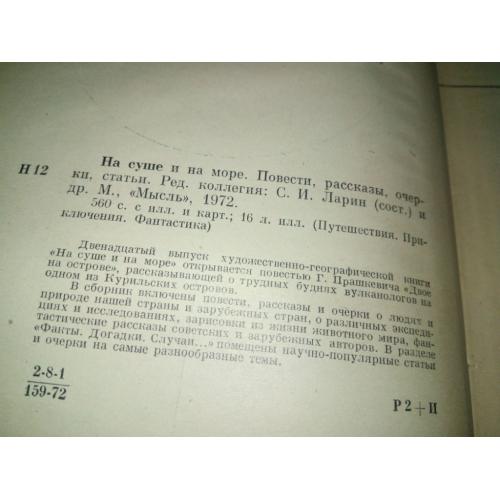 Н 12
На суше и на море. Повести, рассказы, очер-
ки, статьи. Ред. коллегия: С. И. Ларин (сост.) и
др. М., «Мысль», 1972.
560 с. с илл. и карт.; 16 л. илл. (Путешествия. При-
ключения. Фантастика)
Двенадцатый выпуск художественно-географической книги
«На суше и на море» открывается повестью Г. Прашкевича «Двое
на острове», рассказывающей о трудных буднях вулканологов на
одном из Курильских островов.
В сборник включены повести, рассказы и очерки о людях и
природе нашей страны и зарубежных стран, о различных экспеди-
циях и исследованиях, зарисовки из жизни животного мира, фан-
тастические рассказы советских и зарубежных авторов. В разделе
«Факты. Догадки. Случаи...» помещены научно-популярные статьи
и очерки на самые разнообразные темы.
2-8-1
159-72
Р 2 + И